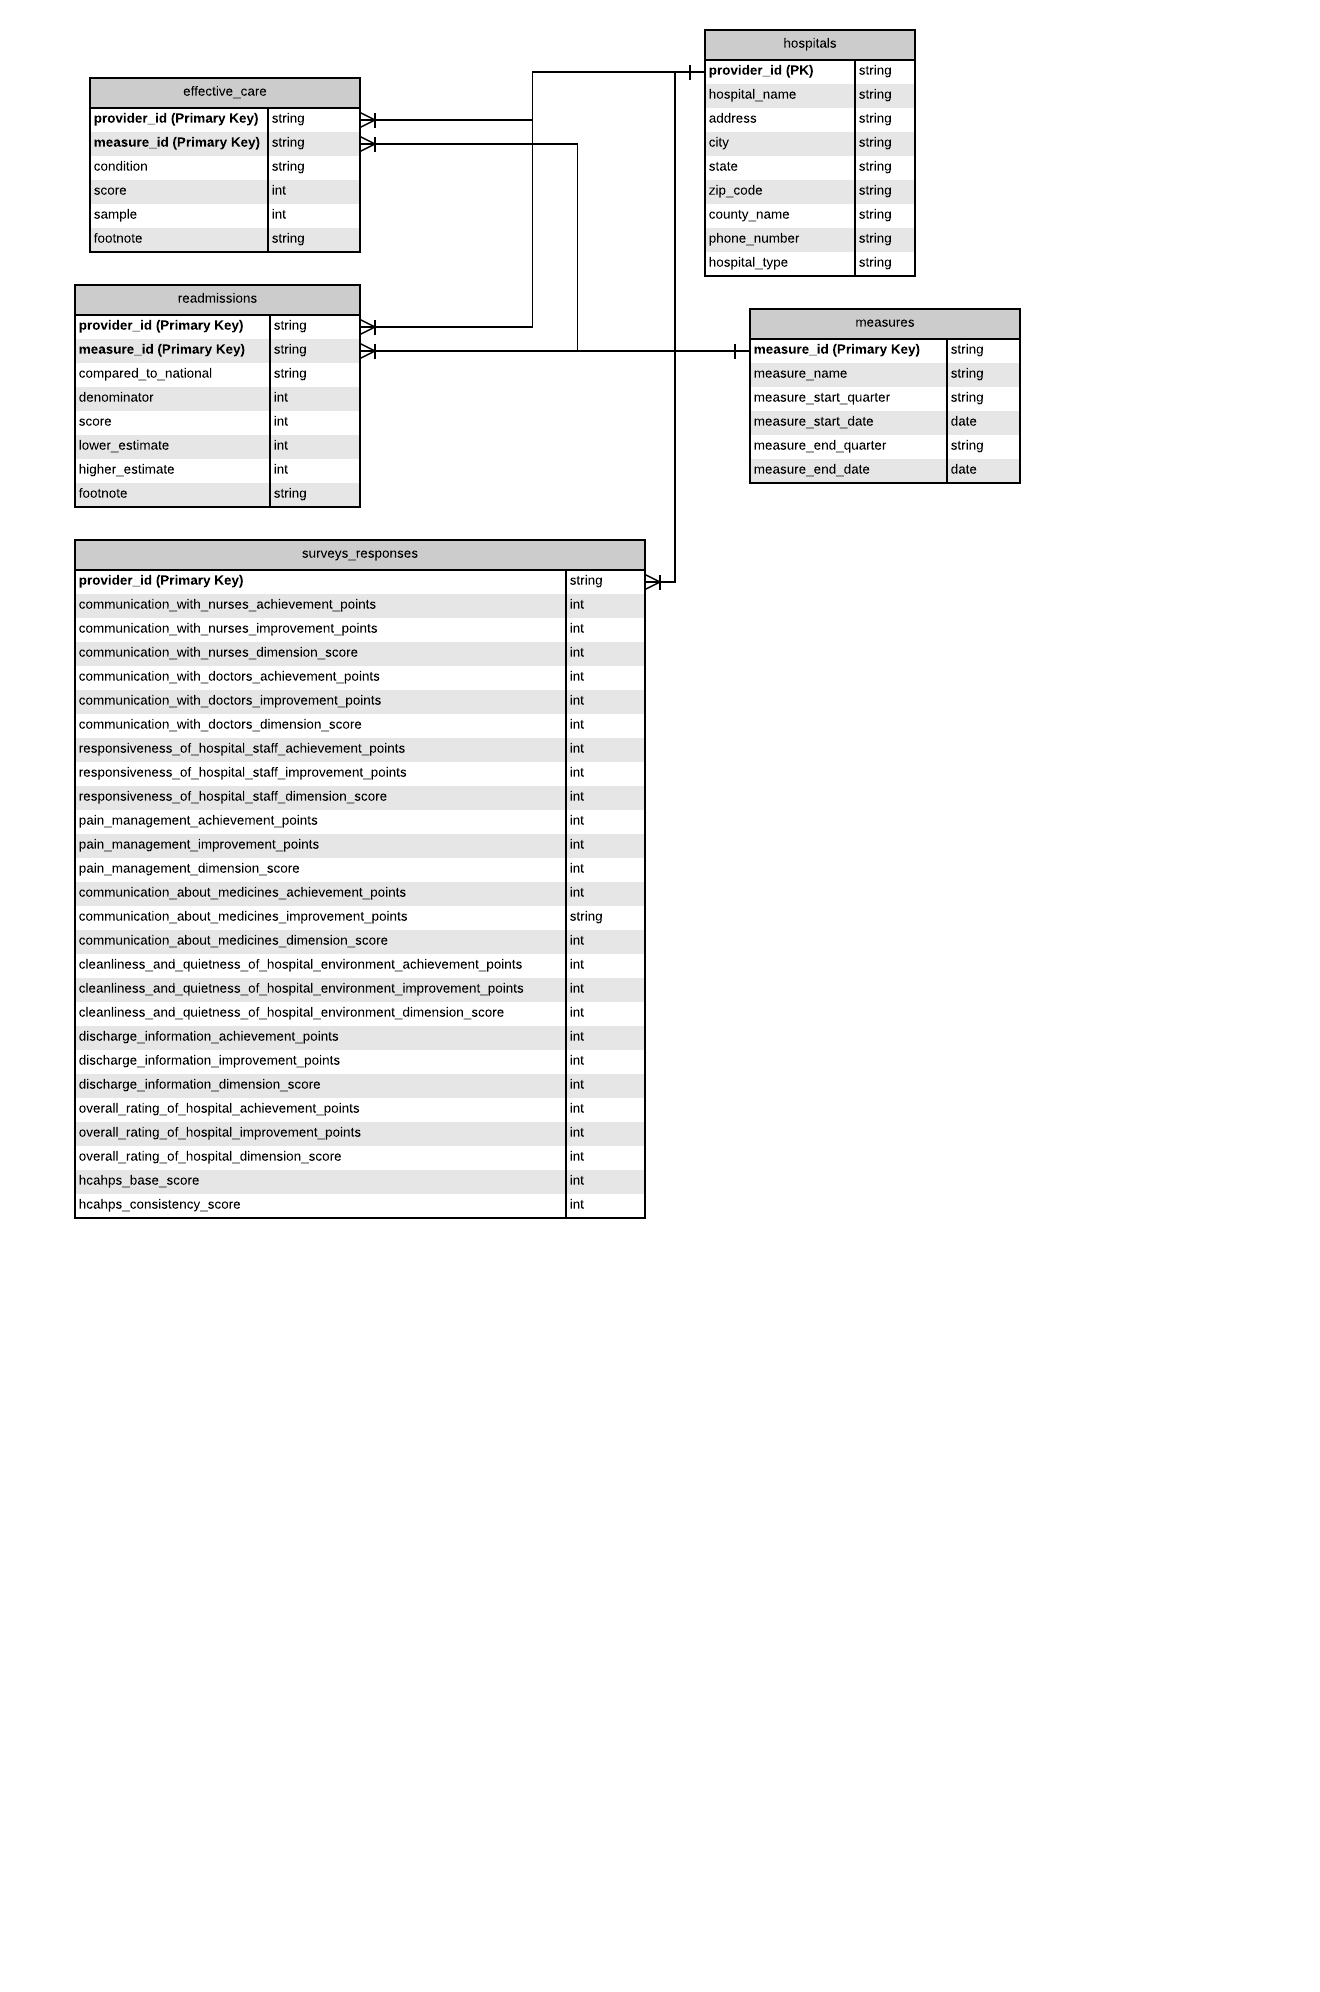 hospitals
provider_id (PK) string
hospital_name string
address string
city string
state string
zip_code string
county_name string
phone_number string
hospital_type string
effective_care
provider_id (Primary Key) string
measure_id (Primary Key) string
condition string
score int
sample int
footnote string
readmissions
provider_id (Primary Key) string
measure_id (Primary Key) string
compared_to_national string
denominator int
score int
lower_estimate int
higher_estimate int
footnote string
measures
measure_id (Primary Key) string
measure_name string
measure_start_quarter string
measure_start_date date
measure_end_quarter string
measure_end_date date
surveys_responses
provider_id (Primary Key) string
communication_with_nurses_achievement_points int
communication_with_nurses_improvement_points int
communication_with_nurses_dimension_score int
communication_with_doctors_achievement_points int
communication_with_doctors_improvement_points int
communication_with_doctors_dimension_score int
responsiveness_of_hospital_staff_achievement_points int
responsiveness_of_hospital_staff_improvement_points int
responsiveness_of_hospital_staff_dimension_score int
pain_management_achievement_points int
pain_management_improvement_points int
pain_management_dimension_score int
communication_about_medicines_achievement_points int
communication_about_medicines_improvement_points string
communication_about_medicines_dimension_score int
cleanliness_and_quietness_of_hospital_environment_achievement_points int
cleanliness_and_quietness_of_hospital_environment_improvement_points int
cleanliness_and_quietness_of_hospital_environment_dimension_score int
discharge_information_achievement_points int
discharge_information_improvement_points int
discharge_information_dimension_score int
overall_rating_of_hospital_achievement_points int
overall_rating_of_hospital_improvement_points int
overall_rating_of_hospital_dimension_score int
hcahps_base_score int
hcahps_consistency_score int